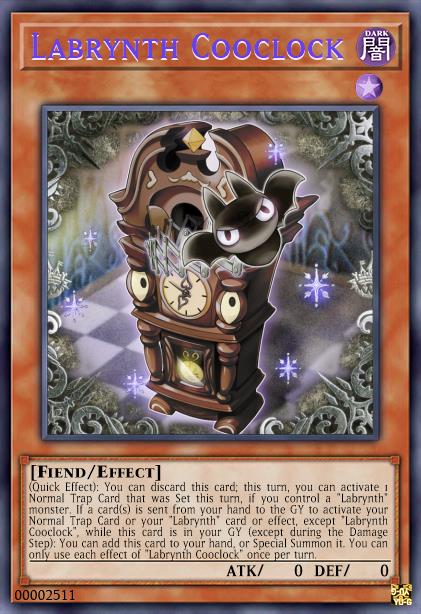 LABRYNTH COOCLOCK
DARK
闇
[FIEND/EFFECT]
(Quick Effect): You can discard this card; this turn, you can activate 1
Normal Trap Card that was Set this turn, if you control a "Labrynth"
monster. If a card(s) is sent from your hand to the GY to activate your
Normal Trap Card or your "Labrynth" card or effect, except "Labrynth
Cooclock", while this card is in your GY (except during the Damage
Step): You can add this card to your hand, or Special Summon it. You can
only use each effect of "Labrynth Cooclock" once per turn.
ATK/ 0 DEF/ 0
00002511